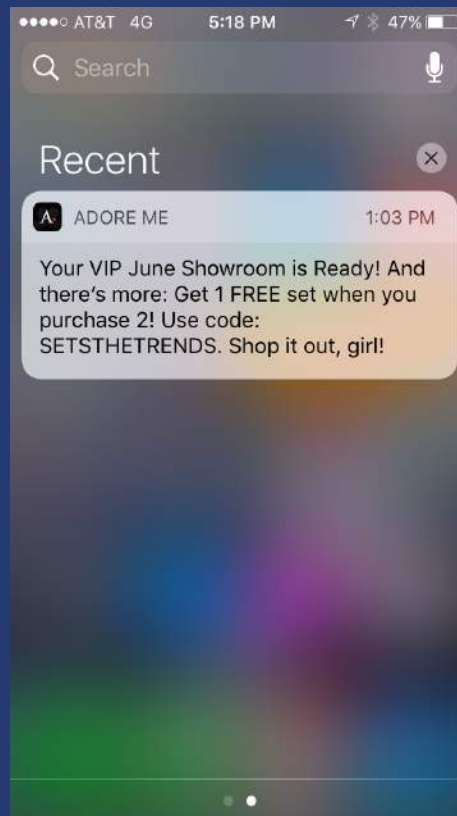 AT&T 4G 5:18 PM 47%
Search
Recent
A ADORE ME 1:03 PM
Your VIP June Showroom is Ready! And
there's more: Get 1 FREE set when you
purchase 2! Use code:
SETSTHETRENDS. Shop it out, girl!